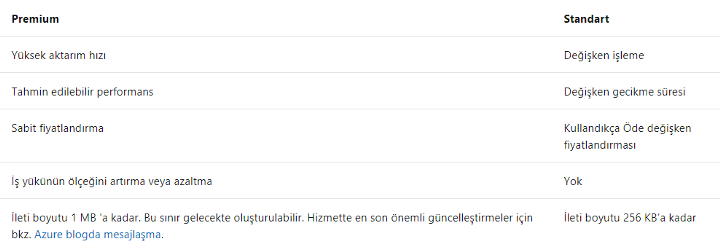 Premium Standart
Yüksek aktarım hızı Değişken işleme
Tahmin edilebilir performans Değişken gecikme süresi
Sabit fiyatlandırma Kullandıkça Öde değişken
fiyatlandırması
İş yükünün ölçeğini artırma veya azaltma Yok
İleti boyutu 1 MB 'a kadar. Bu sınır gelecekte oluşturulabilir. Hizmette en son önemli güncelleştirmeler için İleti boyutu 256 KB'a kadar
bkz. Azure blogda mesajlaşma.